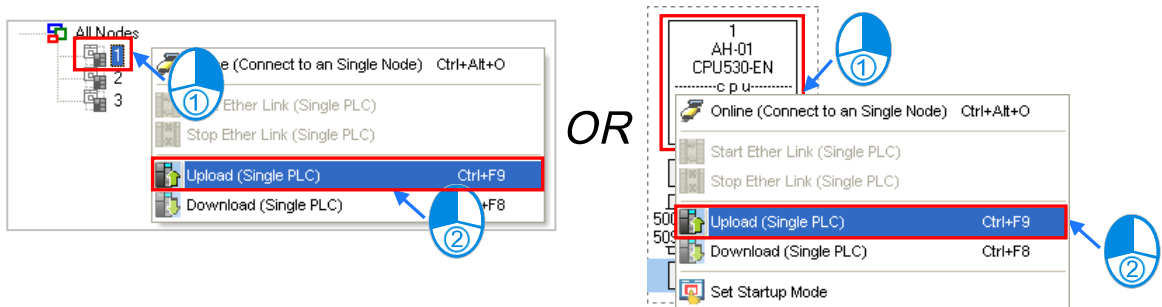 All Nodes
1
2
3
e (Connect to an Single Node) Ctrl+Alt+O
Ether Link (Single PLC)
Stop Ether Link (Single PLC)
Upload (Single PLC) Ctrl+F9
Download (Single PLC) +F8
①
②
OR
1
AH-01
CPU530-EN
cpu
①
Online (Connect to an Single Node) Ctrl+Alt+O
Start Ether Link (Single PLC)
Stop Ether Link (Single PLC)
500
Upload (Single PLC) Ctrl+F9
509
Download (Single PLC) Ctrl+F8
Set Startup Mode
②